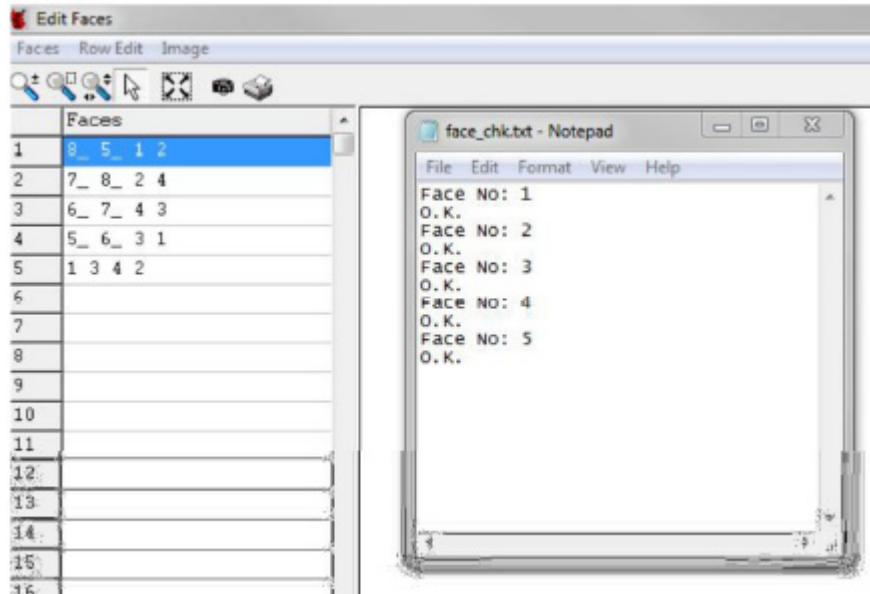 Edit Faces
Faces Row Edit Image
Faces
1 8_ 5_ 1 2
2 7_ 8_ 2 4
3 6_ 7_ 4 3
4 5_ 6_ 3 1
5 1 3 4 2
6
7
8
9
10
11
12
13
14
15
16
face_chk.txt - Notepad
File Edit Format View Help
Face No: 1
O.K.
Face No: 2
O.K.
Face No: 3
O.K.
Face No: 4
O.K.
Face No: 5
O.K.